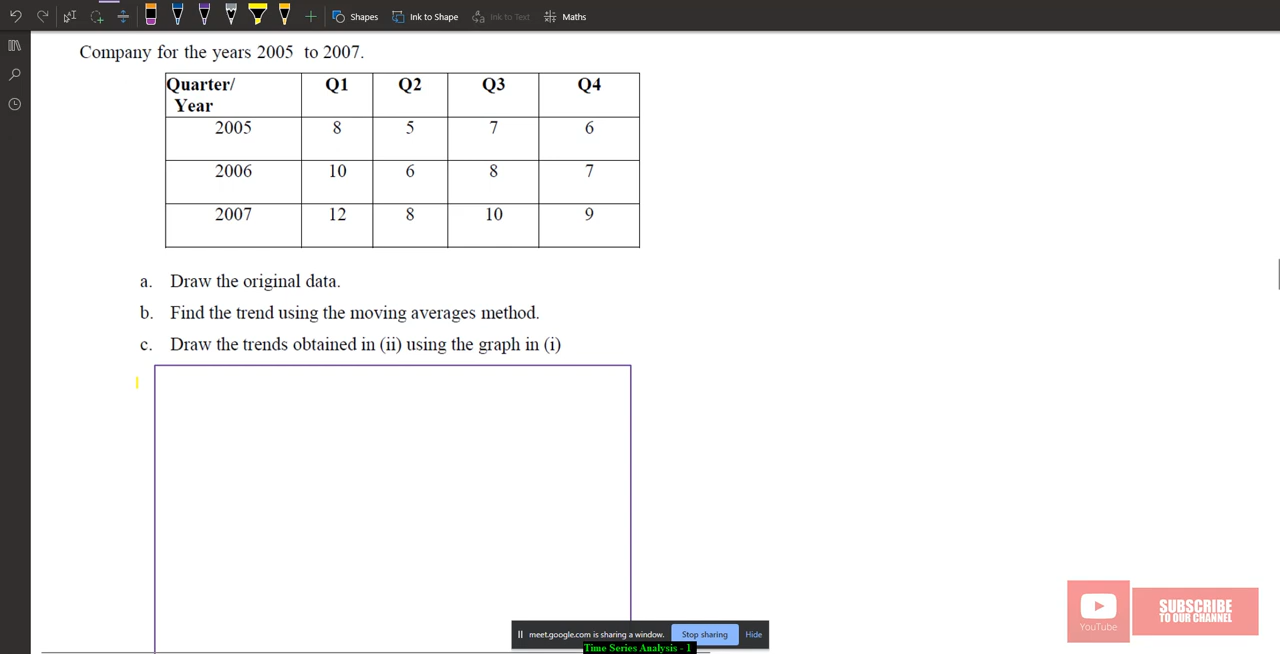 Shapes Ink to Shape Ink to Text Maths
Company for the years 2005 to 2007.
Quarter/ Year Q1 Q2 Q3 Q4
2005 8 5 7 6
2006 10 6 8 7
2007 12 8 10 9
a. Draw the original data.
b. Find the trend using the moving averages method.
c. Draw the trends obtained in (ii) using the graph in (i)
YouTube
SUBSCRIBE
TO OUR CHANNEL
meet.google.com is sharing a window. Stop sharing Hide
Time Series Analysis - 1